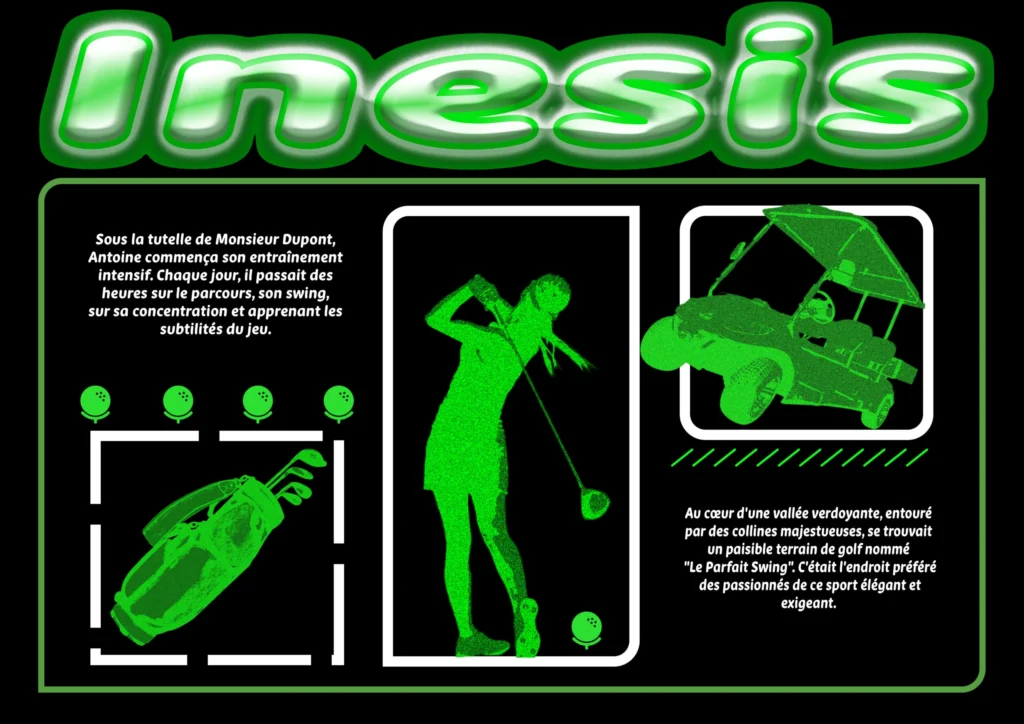 Inesis
Sous la tutelle de Monsieur Dupont,
Antoine commença son entraînement
intensif. Chaque jour, il passait des
heures sur le parcours, son swing,
sur sa concentration et apprenant les
subtilités du jeu.
Au cœur d'une vallée verdoyante, entouré
par des collines majestueuses, se trouvait
un paisible terrain de golf nommé
"Le Parfait Swing". C'était l'endroit préféré
des passionnés de ce sport élégant et
exigeant.